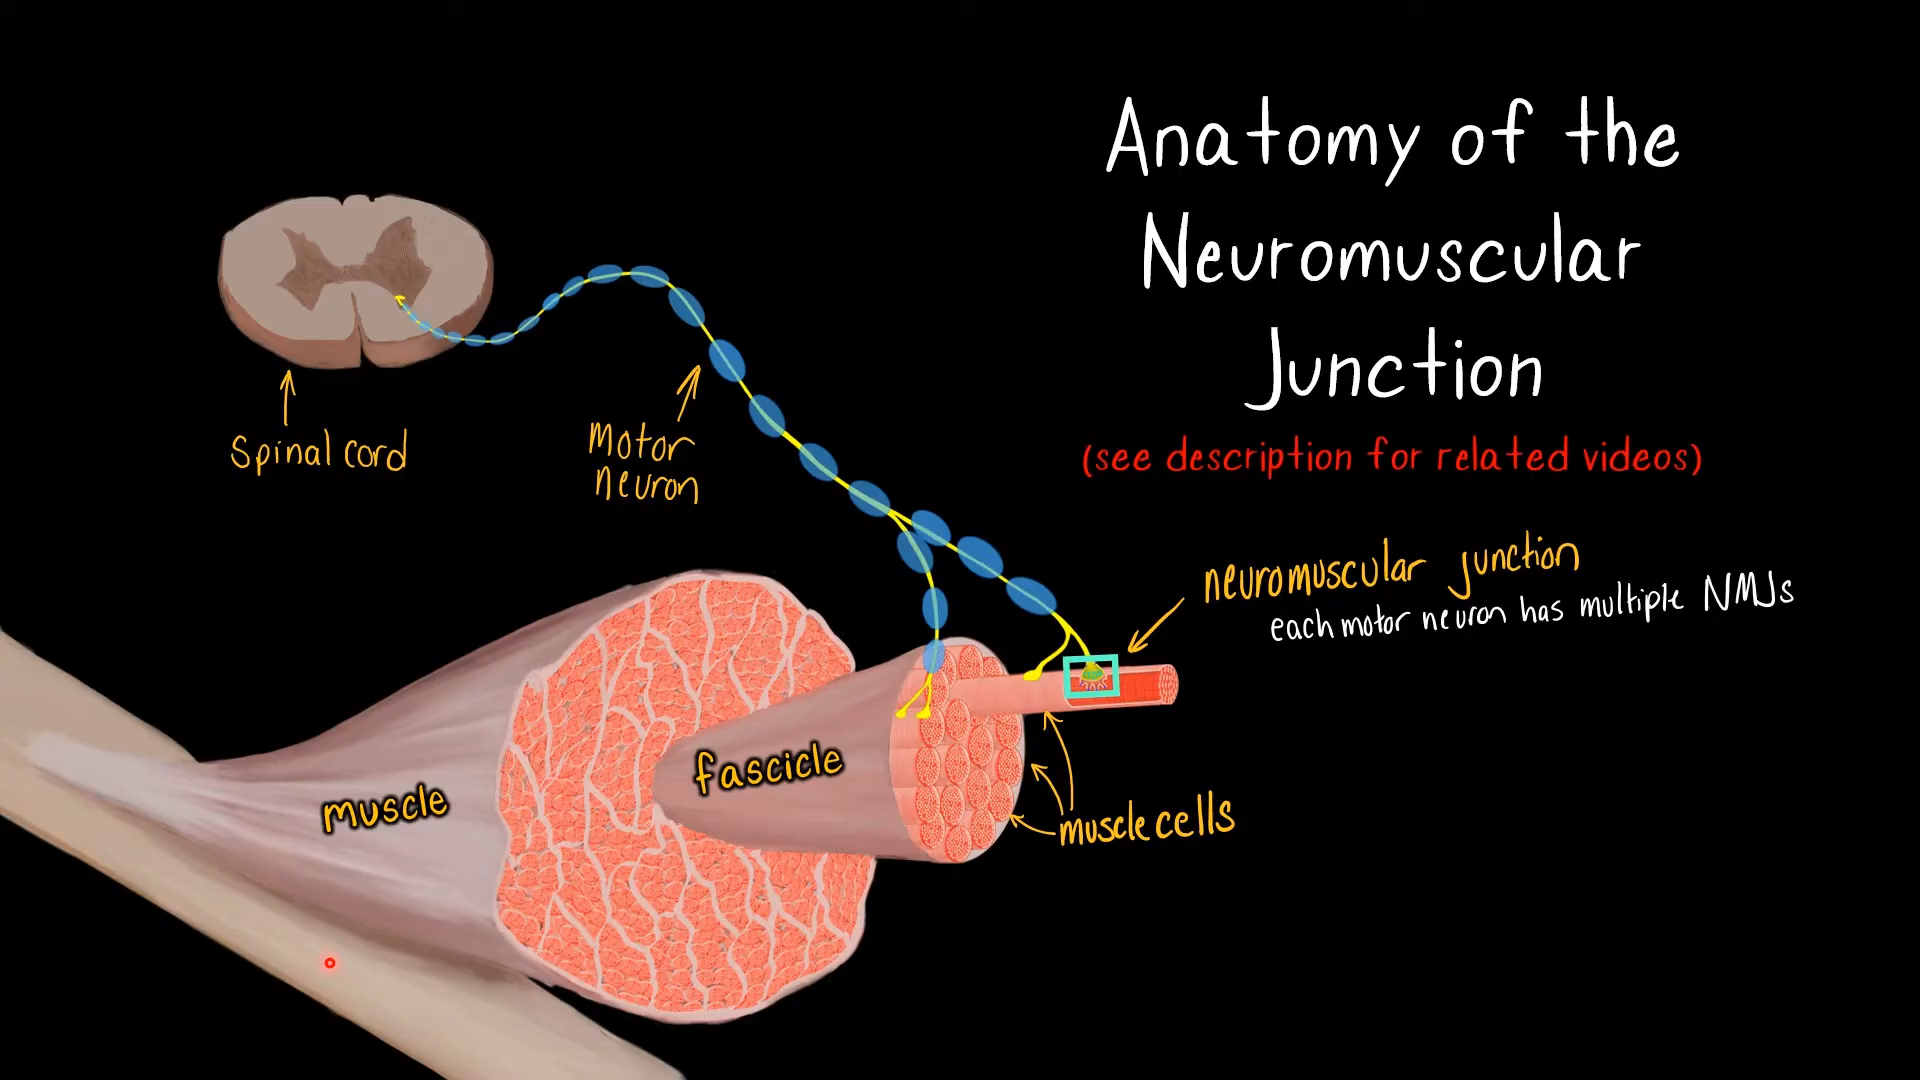 Anatomy of the
Neuromuscular
Junction
(see description for related videos)
Spinal cord
Motor
neuron
neuromuscular junction
each motor neuron has multiple NMJs
fascicle
muscle
muscle cells